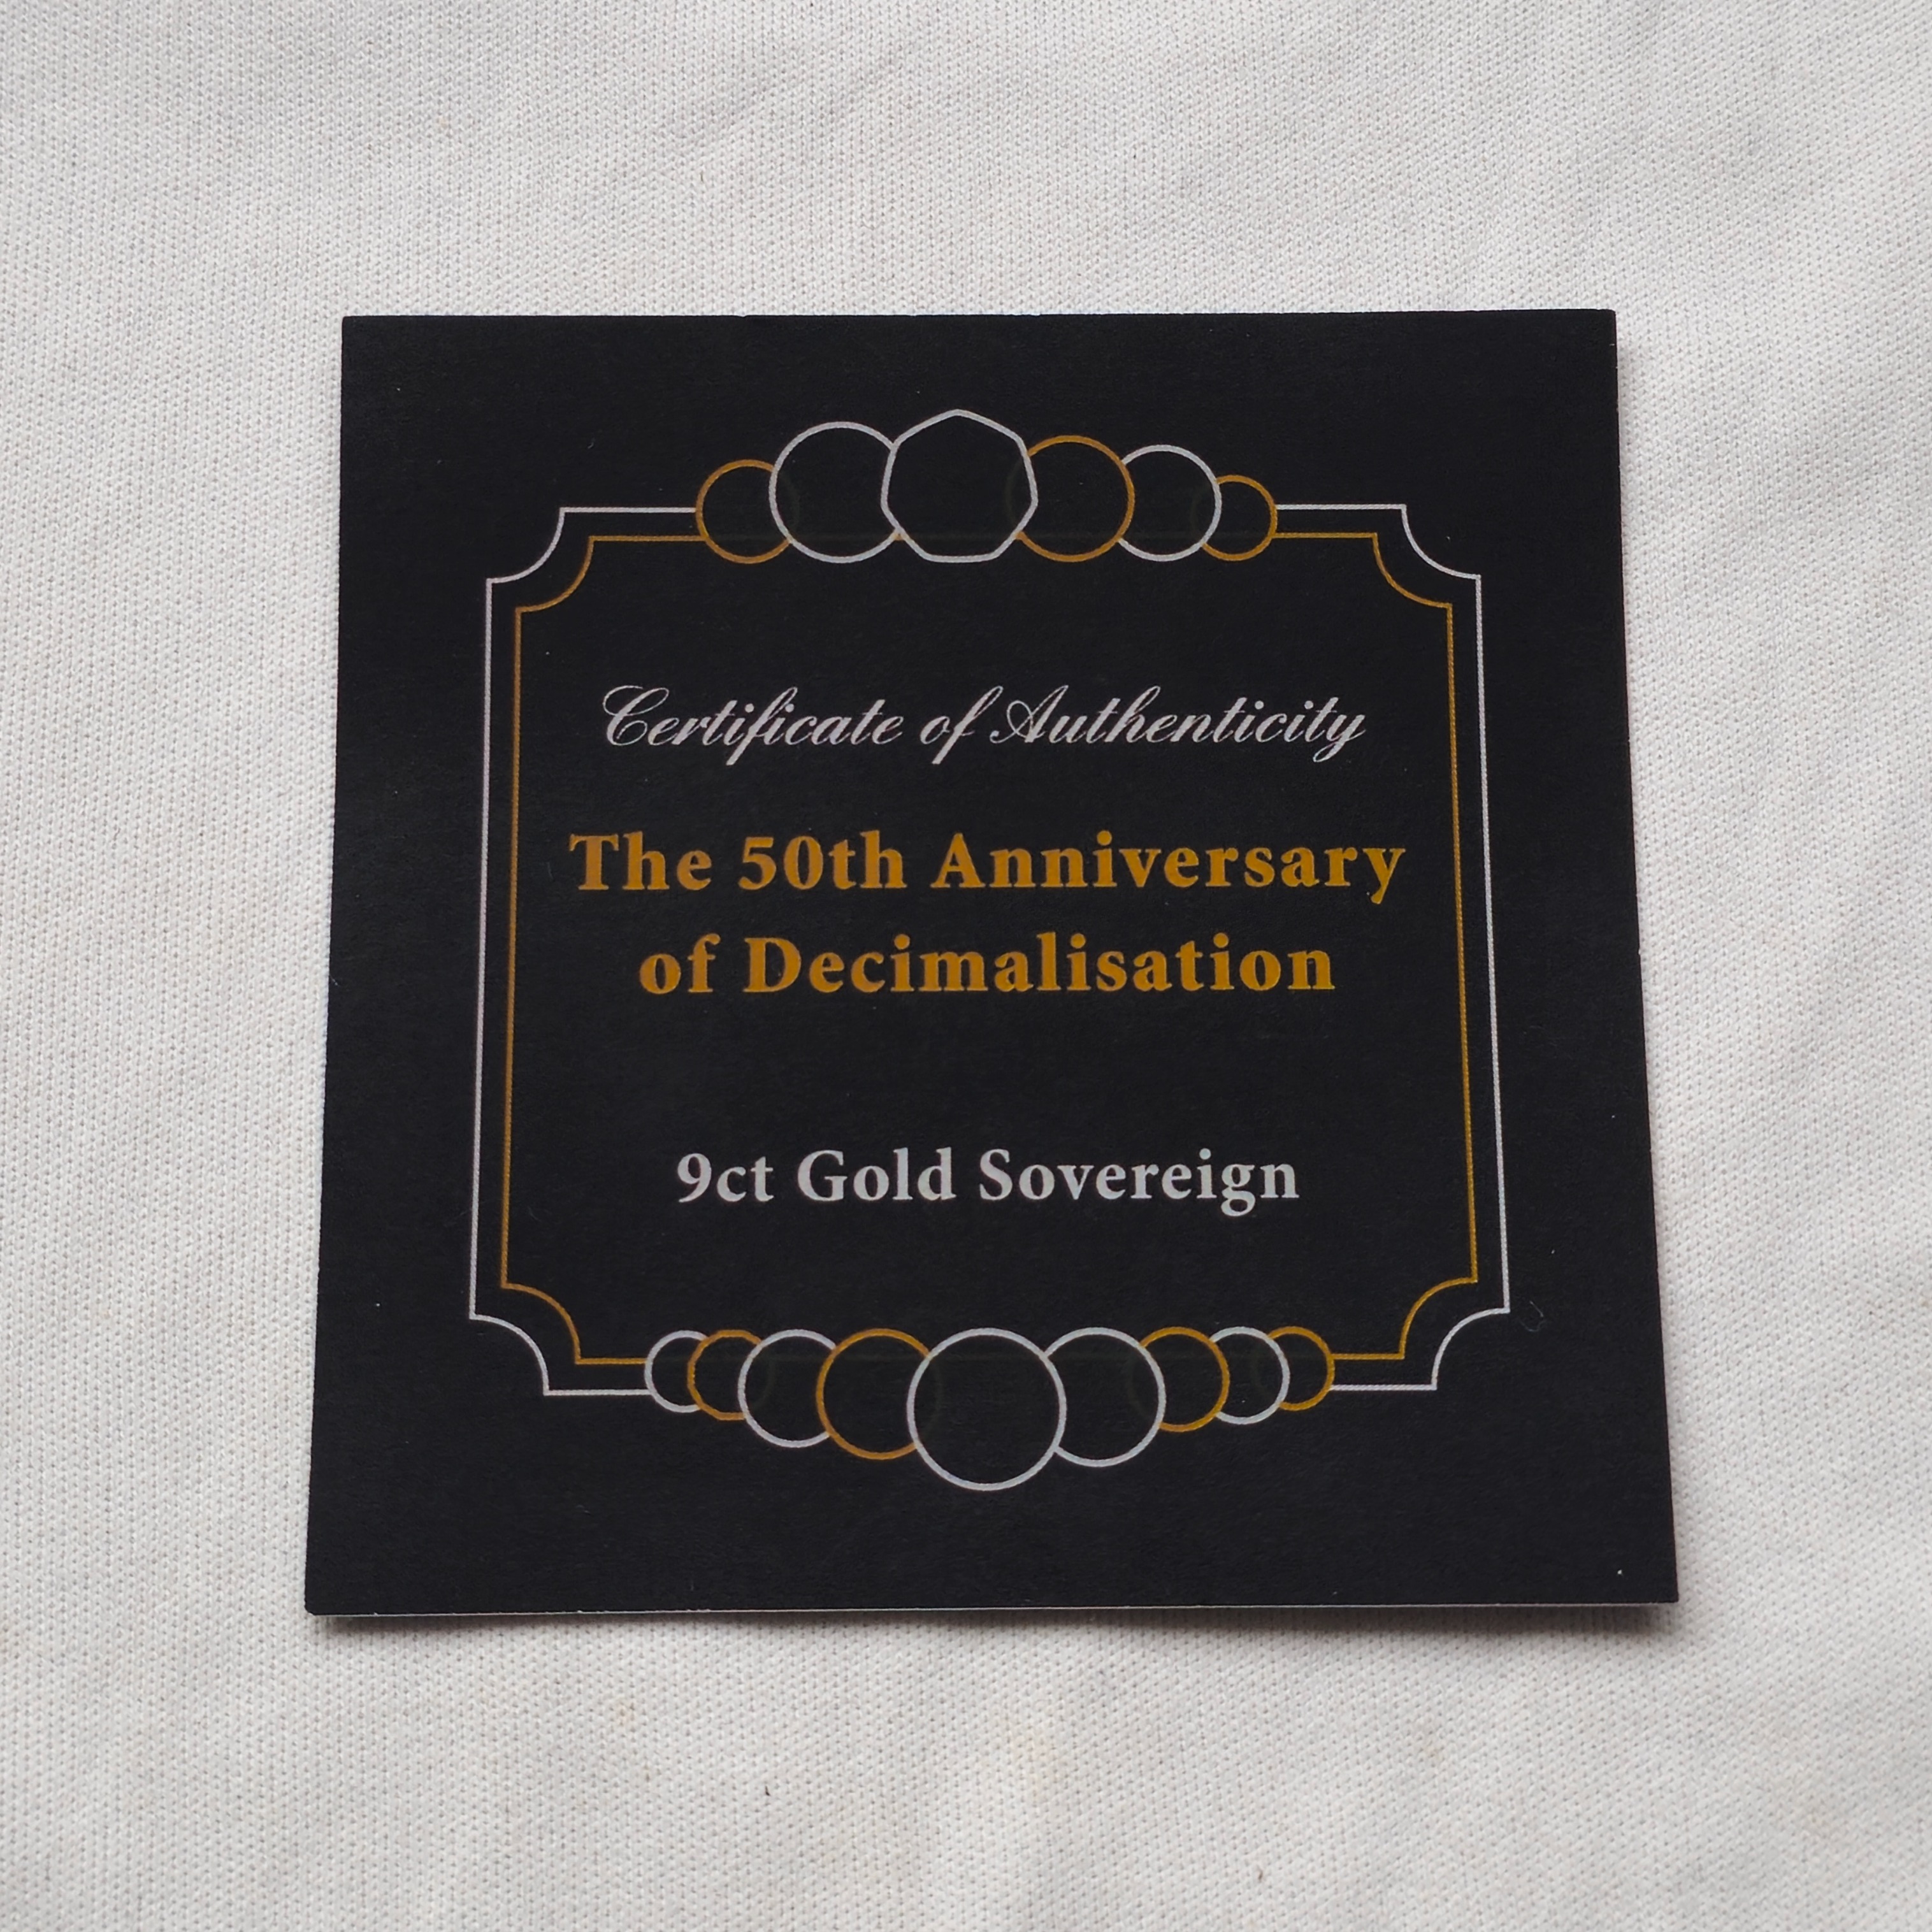 Certificate of Authenticity
The 50th Anniversary
of Decimalisation
9ct Gold Sovereign